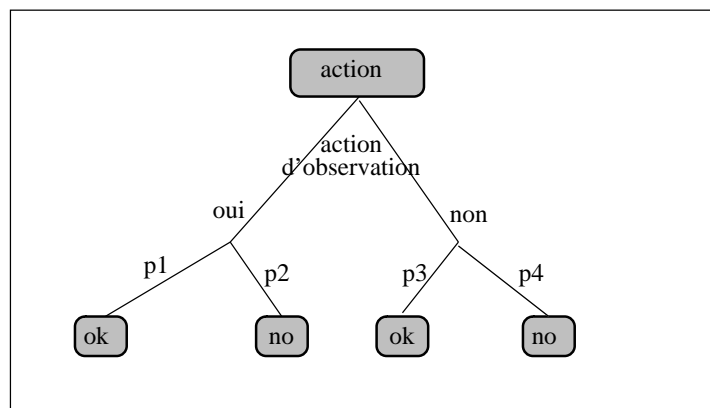 action
action
d'observation
oui
non
p1
p2
p3
p4
ok
no
ok
no